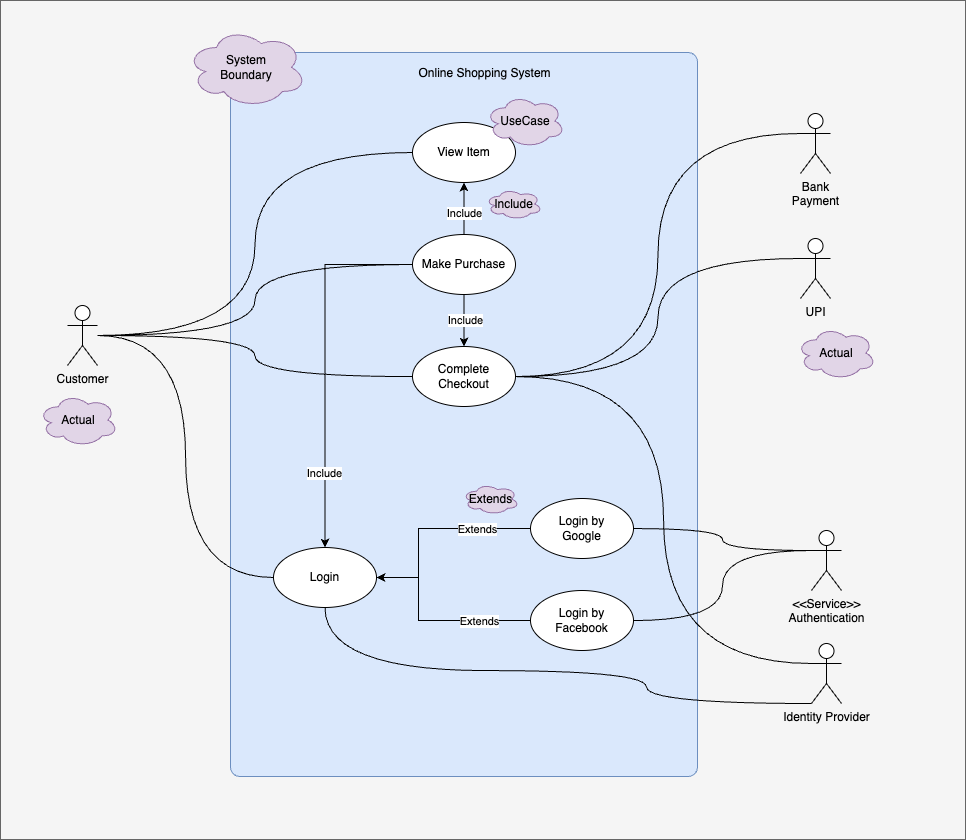 System
Boundary
Online Shopping System
UseCase
View Item
Include
Include
Make Purchase
Include
Complete
Checkout
Bank
Payment
UPI
Actual
Customer
Actual
Include
Extends
Extends
Login by
Google
Login
Extends
Login by
Facebook
<<Service>>
Authentication
Identity Provider